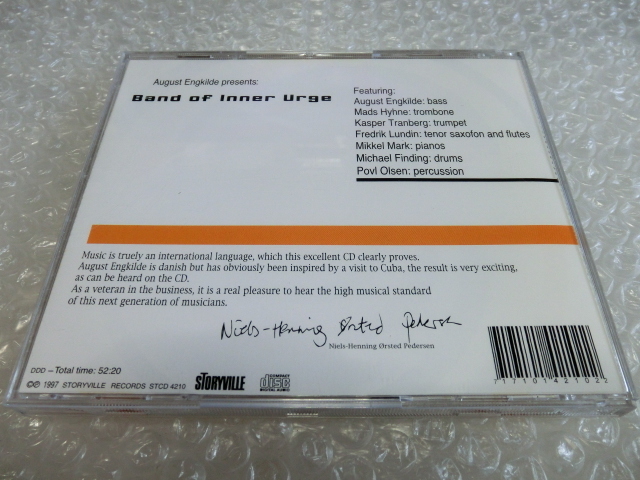 August Engkilde presents:
Band of Inner Urge
Featuring:
August Engkilde: bass
Mads Hyhne: trombone
Kasper Tranberg: trumpet
Fredrik Lundin: tenor saxofon and flutes
Mikkel Mark: pianos
Michael Finding: drums
Povl Olsen: percussion
Music is truely an international language, which this excellent CD clearly proves.
August Engkilde is danish but has obviously been inspired by a visit to Cuba, the result is very exciting,
as can be heard on the CD.
As a veteran in the business, it is a real pleasure to hear the high musical standard
of this next generation of musicians.
Niels-Henning Ørsted Pedersen
Niels-Henning Ørsted Pedersen
DDD – Total time: 52:20
©℗ 1997 STORYVILLE RECORDS STCD 4210
STORYVILLE
COMPACT
disc
DIGITAL AUDIO
717101421022